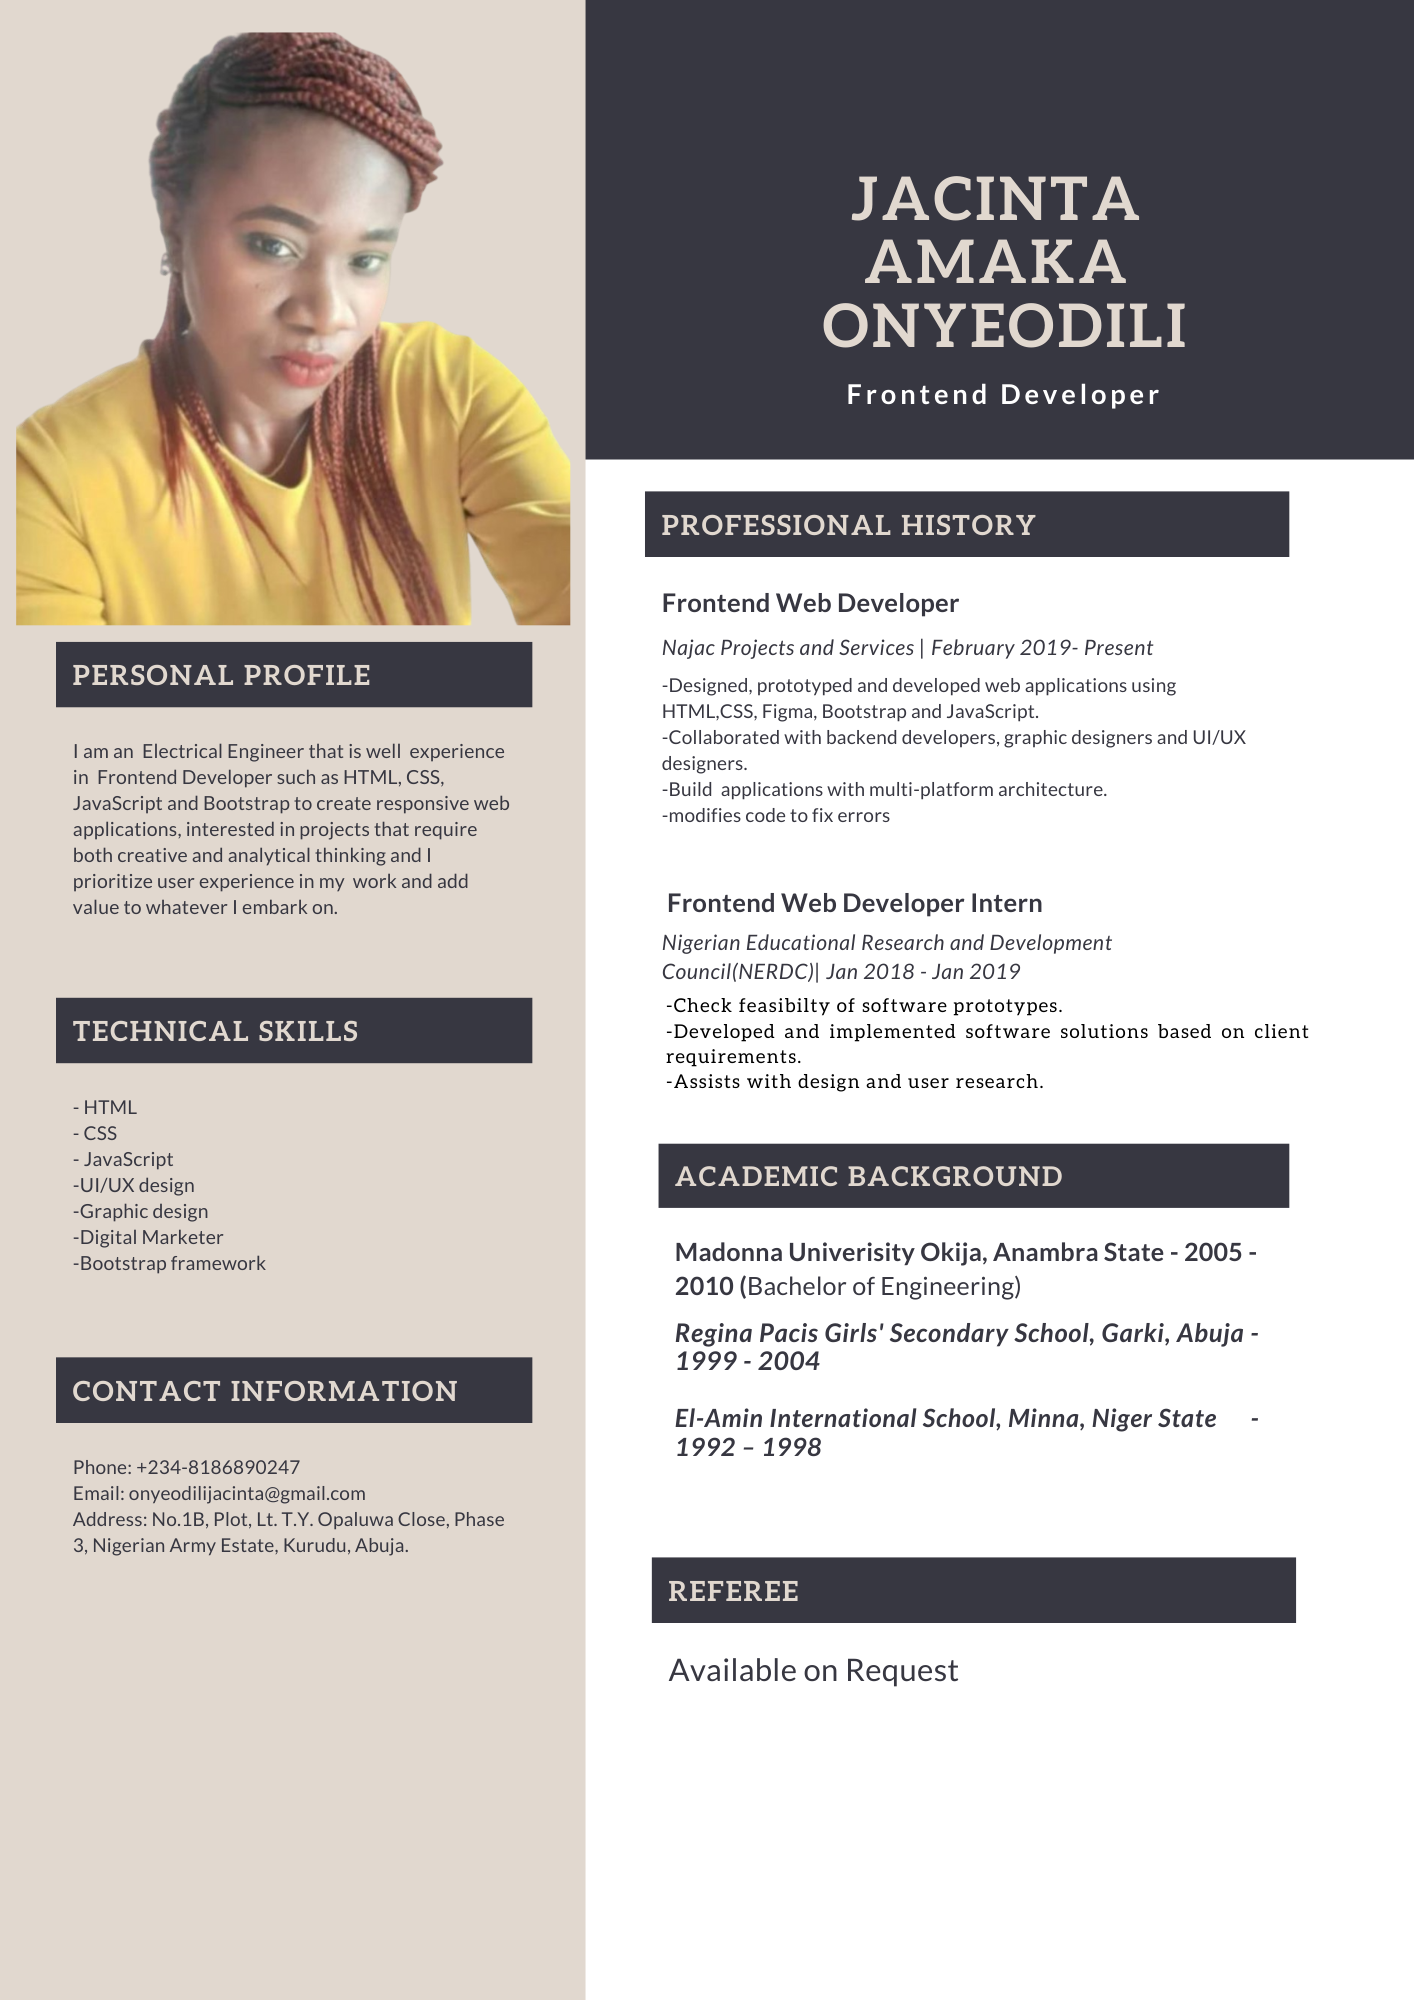 JACINTA
AMAKA
ONYEODILI
Frontend Developer
PERSONAL PROFILE
I am an Electrical Engineer that is well experience
in Frontend Developer such as HTML, CSS,
JavaScript and Bootstrap to create responsive web
applications, interested in projects that require
both creative and analytical thinking and I
prioritize user experience in my work and add
value to whatever I embark on.
TECHNICAL SKILLS
- HTML
- CSS
- JavaScript
-UI/UX design
-Graphic design
-Digital Marketer
-Bootstrap framework
CONTACT INFORMATION
Phone: +234-8186890247
Email: onyeodilijacinta@gmail.com
Address: No.1B, Plot, Lt. T.Y. Opaluwa Close, Phase
3, Nigerian Army Estate, Kurudu, Abuja.
PROFESSIONAL HISTORY
Frontend Web Developer
Najac Projects and Services | February 2019- Present
-Designed, prototyped and developed web applications using
HTML,CSS, Figma, Bootstrap and JavaScript.
-Collaborated with backend developers, graphic designers and UI/UX
designers.
-Build applications with multi-platform architecture.
-modifies code to fix errors
Frontend Web Developer Intern
Nigerian Educational Research and Development
Council(NERDC)| Jan 2018 - Jan 2019
-Check feasibilty of software prototypes.
-Developed and implemented software solutions based on client
requirements.
-Assists with design and user research.
ACADEMIC BACKGROUND
Madonna Univerisity Okija, Anambra State - 2005 -
2010 (Bachelor of Engineering)
Regina Pacis Girls' Secondary School, Garki, Abuja -
1999 - 2004
El-Amin International School, Minna, Niger State -
1992 – 1998
REFEREE
Available on Request